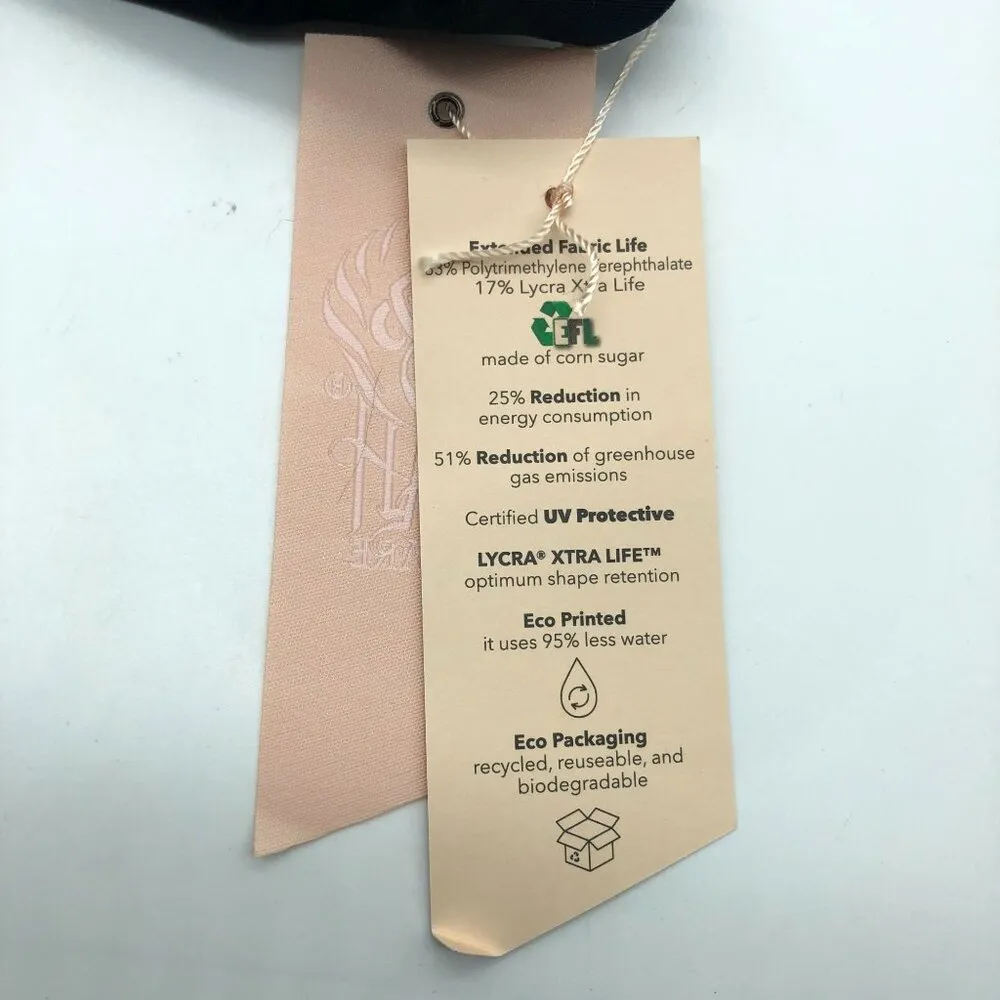 Extended Fabric Life
83% Polytrimethylene Terephthalate
17% Lycra Xtra Life
EFL
made of corn sugar
25% Reduction in
energy consumption
51% Reduction of greenhouse
gas emissions
Certified UV Protective
LYCRA® XTRA LIFE™
optimum shape retention
Eco Printed
it uses 95% less water
Eco Packaging
recycled, reuseable, and
biodegradable